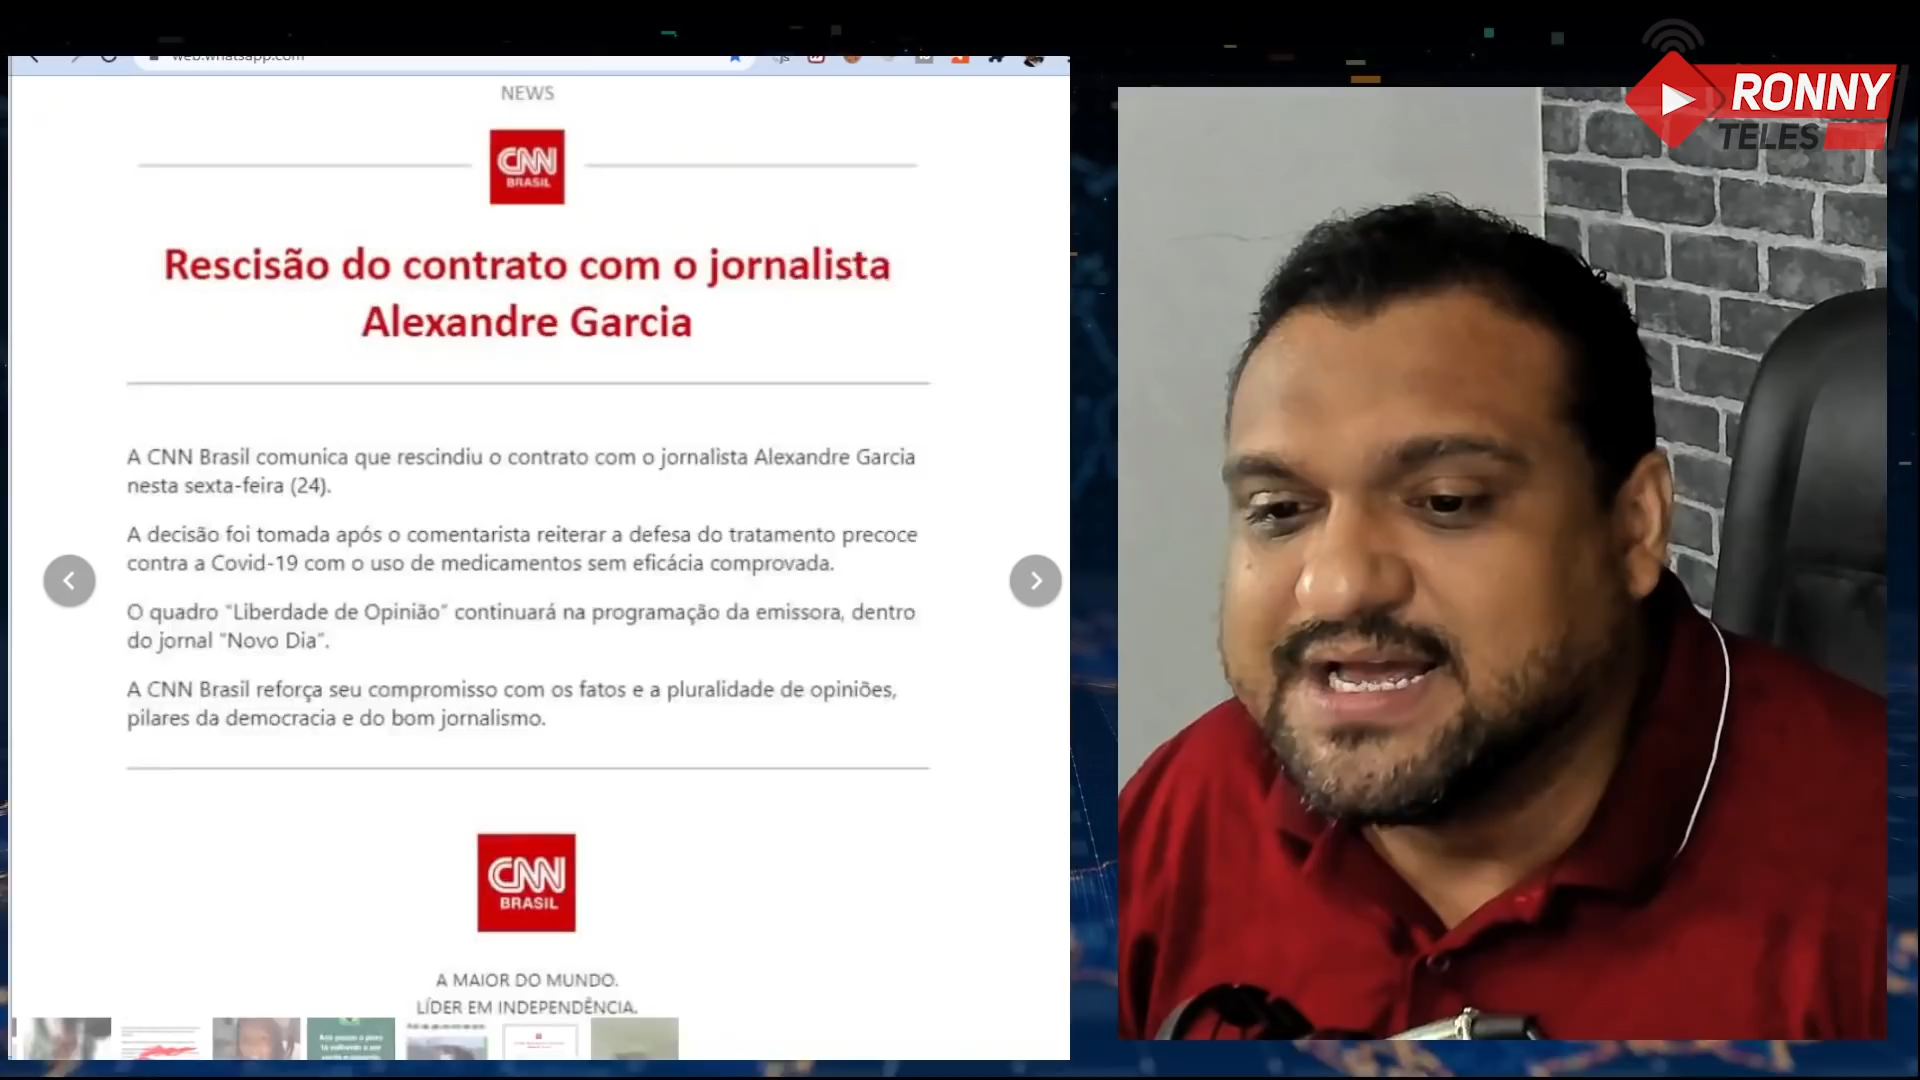 web.whatsapp.com
NEWS
CNN
BRASIL
Rescisão do contrato com o jornalista
Alexandre Garcia
A CNN Brasil comunica que rescindiu o contrato com o jornalista Alexandre Garcia
nesta sexta-feira (24).
A decisão foi tomada após o comentarista reiterar a defesa do tratamento precoce
contra a Covid-19 com o uso de medicamentos sem eficácia comprovada.
O quadro "Liberdade de Opinião" continuará na programação da emissora, dentro
do jornal "Novo Dia".
A CNN Brasil reforça seu compromisso com os fatos e a pluralidade de opiniões,
pilares da democracia e do bom jornalismo.
CNN
BRASIL
A MAIOR DO MUNDO.
LÍDER EM INDEPENDÊNCIA.
RONNY
TELES